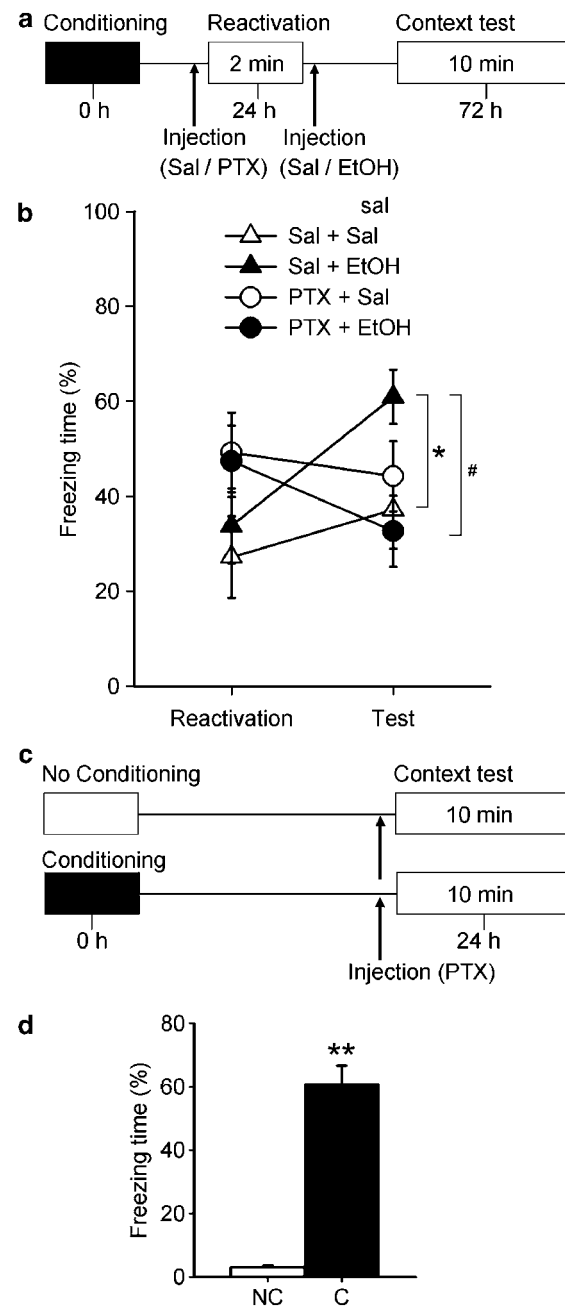 a
Conditioning Reactivation Context test
2 min 10 min
0 h 24 h 72 h
Injection Injection
(Sal / PTX) (Sal / EtOH)
b
sal
Sal + Sal
Sal + EtOH
PTX + Sal
PTX + EtOH
Freezing time (%)
100
80
60
40
20
0
*
#
Reactivation Test
c
No Conditioning Context test
10 min
Conditioning
10 min
0 h 24 h
Injection (PTX)
d
Freezing time (%)
80
60
40
20
0
**
NC C